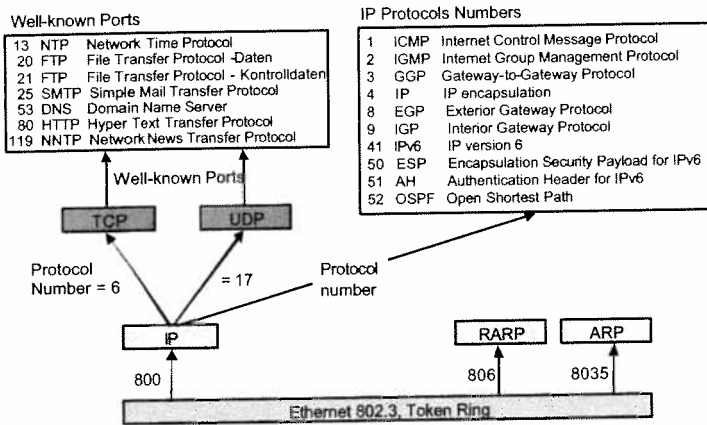 Well-known Ports
13 NTP Network Time Protocol
20 FTP File Transfer Protocol -Daten
21 FTP File Transfer Protocol - Kontrolldaten
25 SMTP Simple Mail Transfer Protocol
53 DNS Domain Name Server
80 HTTP Hyper Text Transfer Protocol
119 NNTP Network News Transfer Protocol
IP Protocols Numbers
1 ICMP Internet Control Message Protocol
2 IGMP Internet Group Management Protocol
3 GGP Gateway-to-Gateway Protocol
4 IP IP encapsulation
8 EGP Exterior Gateway Protocol
9 IGP Interior Gateway Protocol
41 IPv6 IP version 6
50 ESP Encapsulation Security Payload for IPv6
51 AH Authentication Header for IPv6
52 OSPF Open Shortest Path
Well-known Ports
TCP
UDP
Protocol
Number = 6
= 17
Protocol
number
IP
RARP
ARP
800
806
8035
Ethernet 802.3, Token Ring